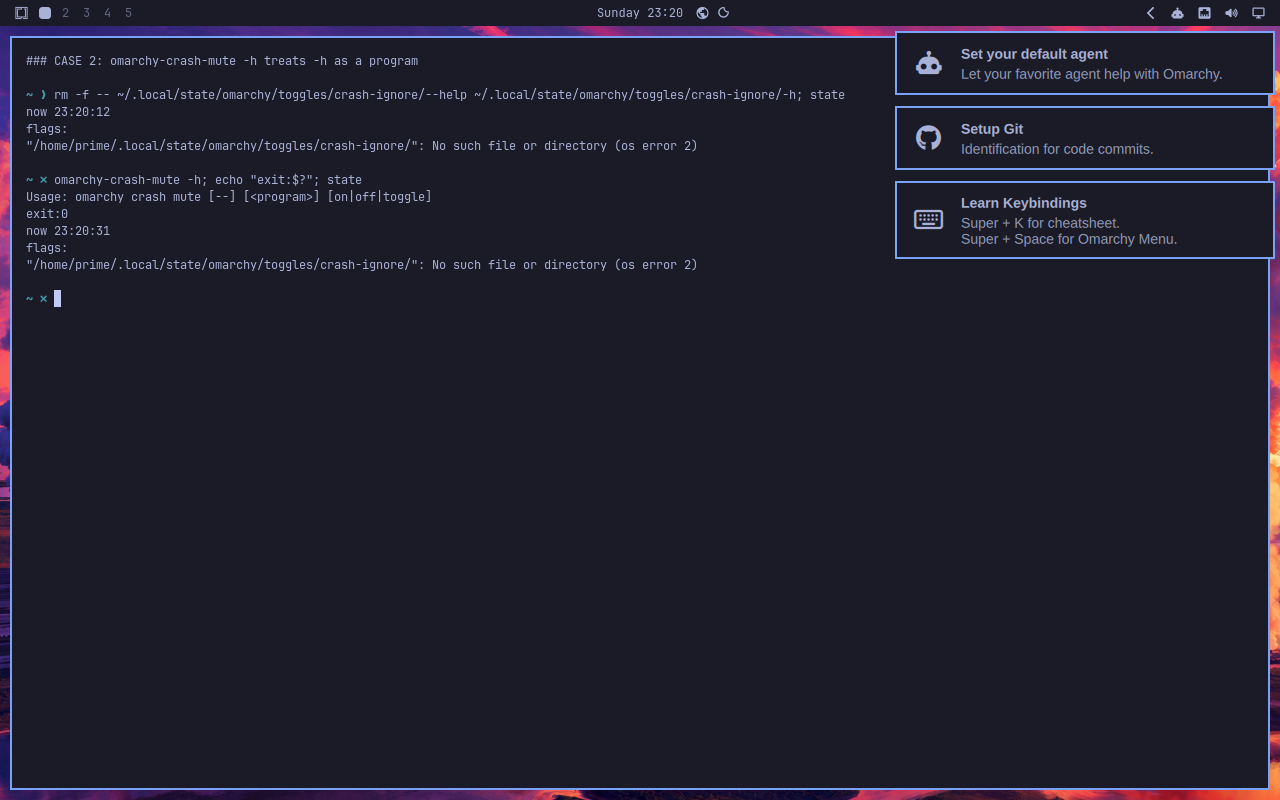 2 3 4 5
Sunday 23:20
### CASE 2: omarchy-crash-mute -h treats -h as a program
~ ❯ rm -f -- ~/.local/state/omarchy/toggles/crash-ignore/--help ~/.local/state/omarchy/toggles/crash-ignore/-h; state
now 23:20:12
flags:
"/home/prime/.local/state/omarchy/toggles/crash-ignore/": No such file or directory (os error 2)
~ × omarchy-crash-mute -h; echo "exit:$?"; state
Usage: omarchy crash mute [--] [<program>] [on|off|toggle]
exit:0
now 23:20:31
flags:
"/home/prime/.local/state/omarchy/toggles/crash-ignore/": No such file or directory (os error 2)
~ ×
Set your default agent
Let your favorite agent help with Omarchy.
Setup Git
Identification for code commits.
Learn Keybindings
Super + K for cheatsheet.
Super + Space for Omarchy Menu.